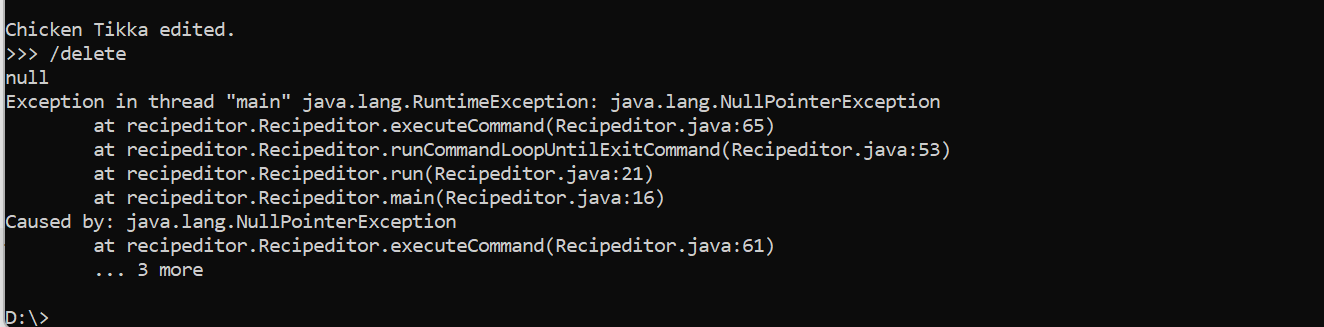 Chicken Tikka edited.
>>> /delete
null
Exception in thread "main" java.lang.RuntimeException: java.lang.NullPointerException
        at recipeditor.Recipeditor.executeCommand(Recipeditor.java:65)
        at recipeditor.Recipeditor.runCommandLoopUntilExitCommand(Recipeditor.java:53)
        at recipeditor.Recipeditor.run(Recipeditor.java:21)
        at recipeditor.Recipeditor.main(Recipeditor.java:16)
Caused by: java.lang.NullPointerException
        at recipeditor.Recipeditor.executeCommand(Recipeditor.java:61)
        ... 3 more
D:\>